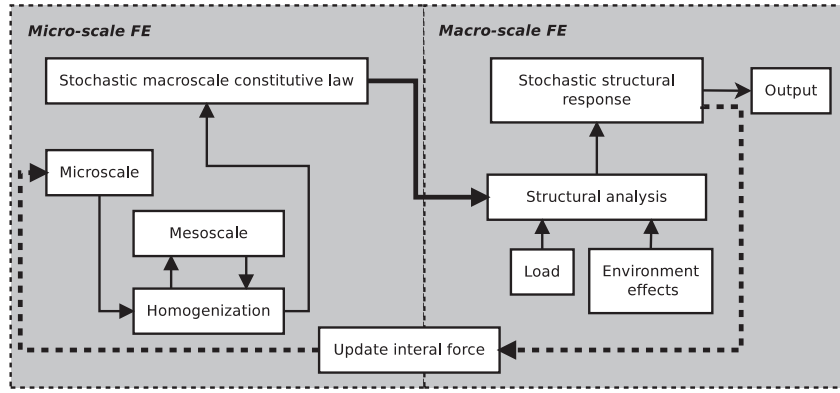 Micro-scale FE
Stochastic macroscale constitutive law
Microscale
Mesoscale
Homogenization
Macro-scale FE
Stochastic structural
response
Output
Structural analysis
Load
Environment
effects
Update interal force